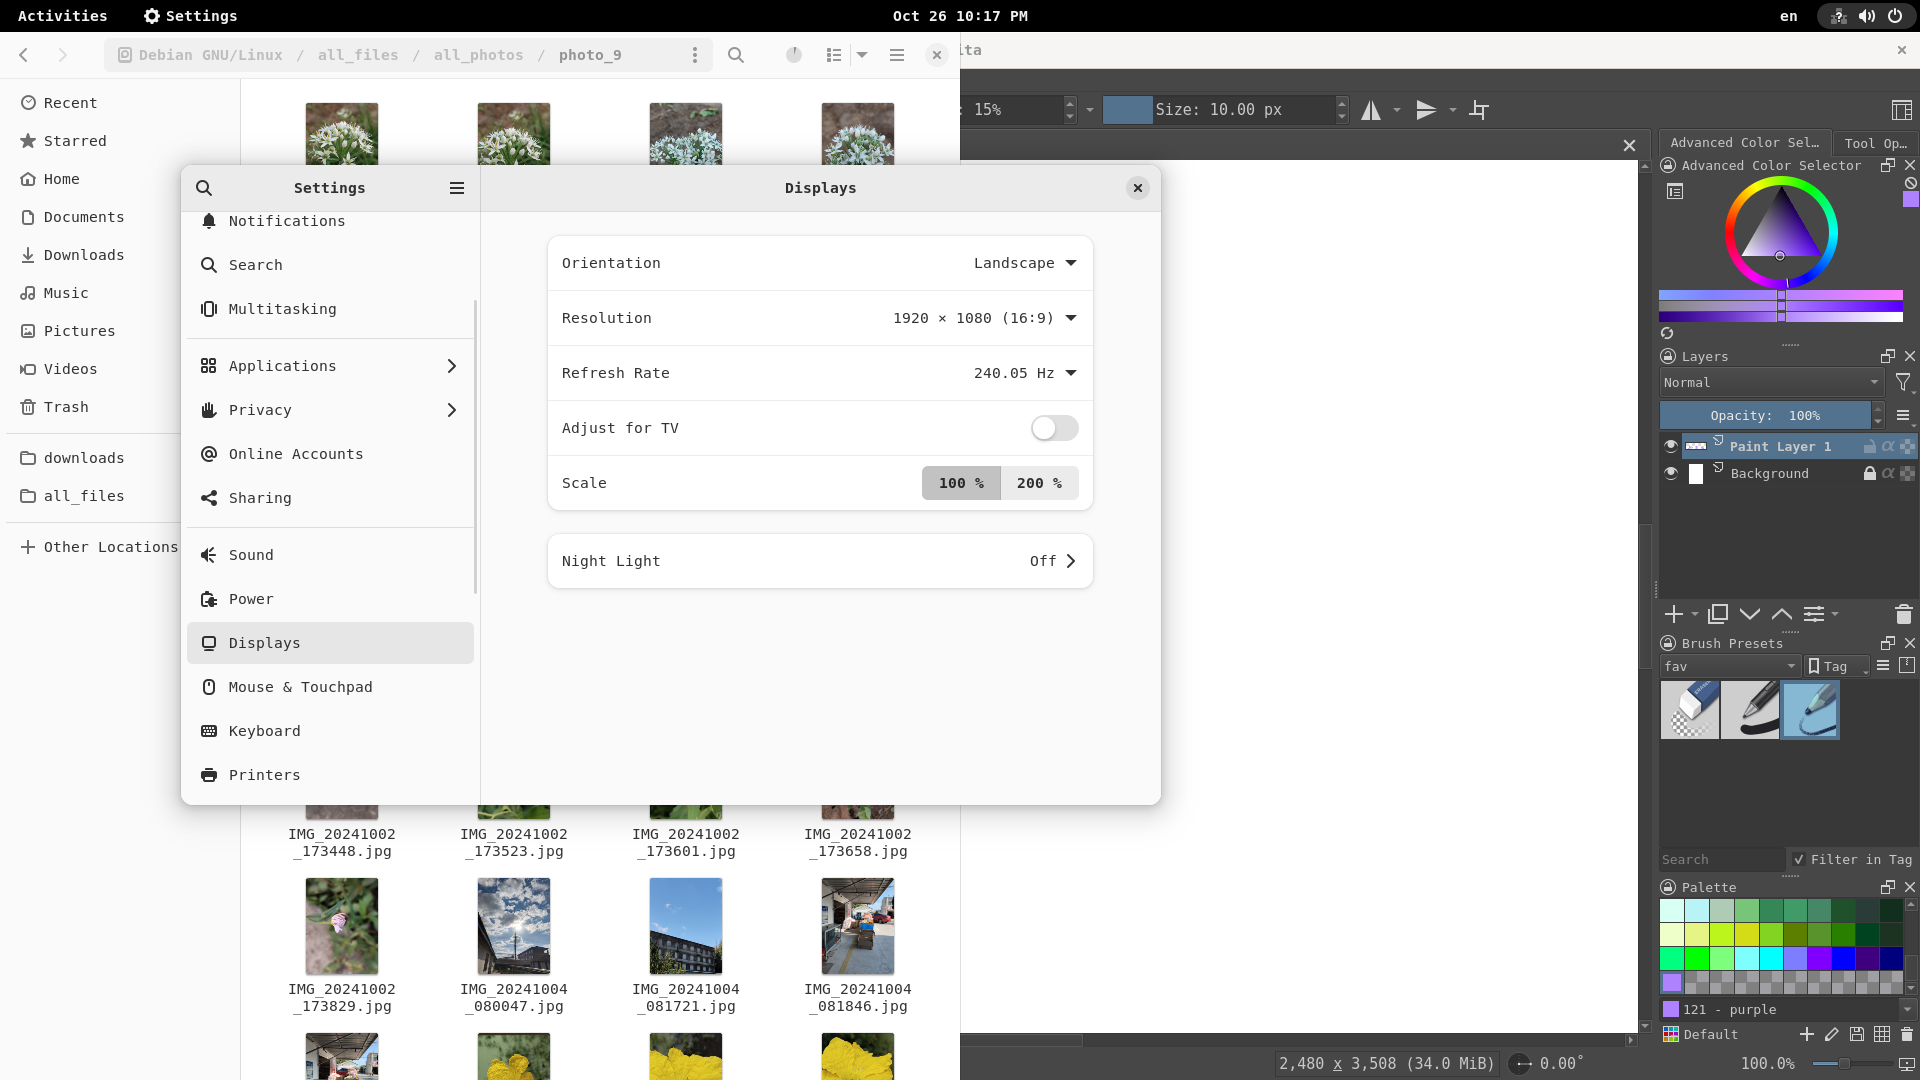 Activities
Settings
Oct 26 10:17 PM
en
Debian GNU/Linux / all_files / all_photos / photo_9
Recent
Starred
Home
Documents
Downloads
Music
Pictures
Videos
Trash
downloads
all_files
Other Locations
Settings
Notifications
Search
Multitasking
Applications
Privacy
Online Accounts
Sharing
Sound
Power
Displays
Mouse & Touchpad
Keyboard
Printers
Displays
Orientation Landscape
Resolution 1920 × 1080 (16:9)
Refresh Rate 240.05 Hz
Adjust for TV
Scale 100 % 200 %
Night Light Off
IMG_20241002_173448.jpg
IMG_20241002_173523.jpg
IMG_20241002_173601.jpg
IMG_20241002_173658.jpg
IMG_20241002_173829.jpg
IMG_20241004_080047.jpg
IMG_20241004_081721.jpg
IMG_20241004_081846.jpg
ita
: 15%
Size: 10.00 px
Advanced Color Sel…
Tool Op…
Advanced Color Selector
Layers
Normal
Opacity: 100%
Paint Layer 1
Background
Brush Presets
fav
Tag
Search
Filter in Tag
Palette
121 - purple
Default
2,480 x 3,508 (34.0 MiB)
0.00°
100.0%